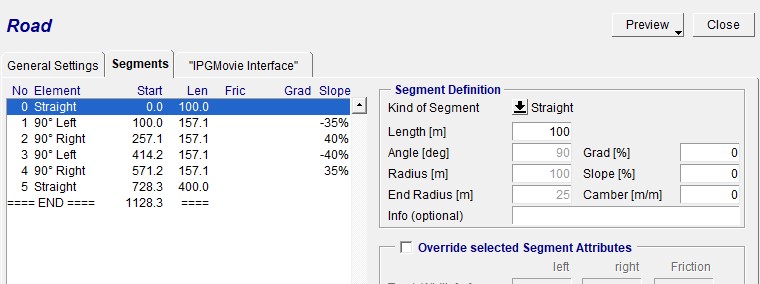 Road
Preview
Close
General Settings
Segments
"IPGMovie Interface"
No Element Start Len Fric Grad Slope
0 Straight 0.0 100.0
1 90° Left 100.0 157.1 -35%
2 90° Right 257.1 157.1 40%
3 90° Left 414.2 157.1 -40%
4 90° Right 571.2 157.1 35%
5 Straight 728.3 400.0
==== END ==== 1128.3 ====
Segment Definition
Kind of Segment Straight
Length [m] 100
Angle [deg] 90 Grad [%] 0
Radius [m] 100 Slope [%] 0
End Radius [m] 25 Camber [m/m] 0
Info (optional)
Override selected Segment Attributes
left right Friction